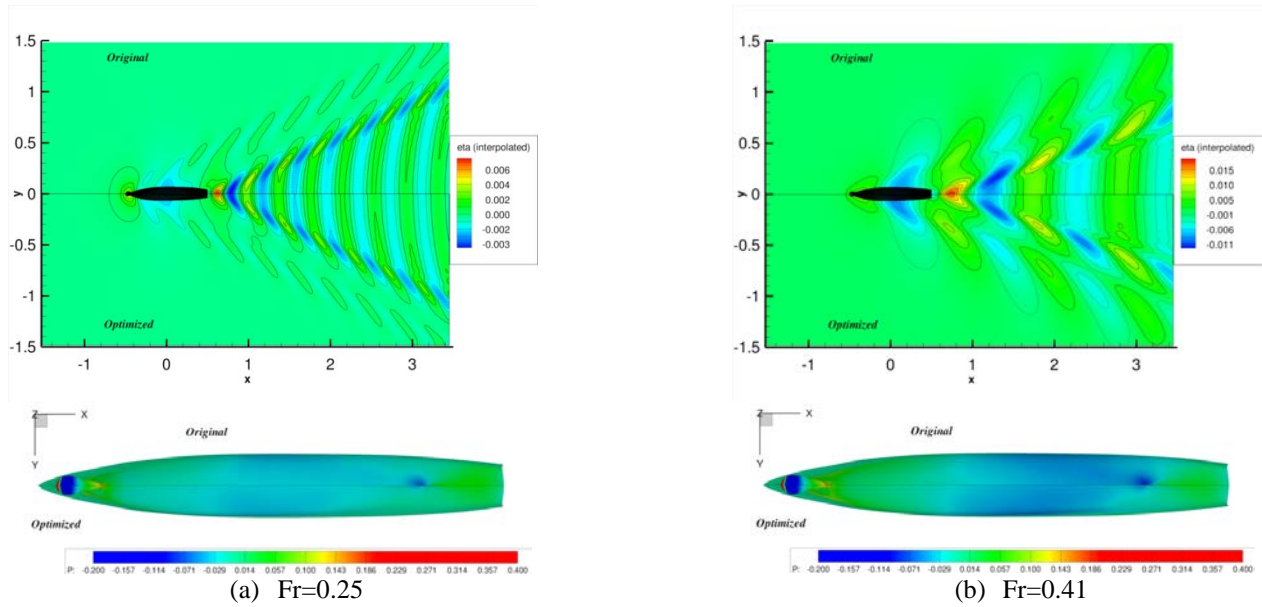 1.5
Original
1
0.5
y 0
-0.5
-1
Optimized
-1.5
-1 0 1 2 3
x
eta (interpolated)
0.006
0.004
0.002
0.000
-0.002
-0.003
1.5
Original
1
0.5
y 0
-0.5
-1
Optimized
-1.5
-1 0 1 2 3
x
eta (interpolated)
0.015
0.010
0.005
-0.001
-0.006
-0.011
Z X
Y
Original
Optimized
P: -0.200 -0.157 -0.114 -0.071 -0.029 0.014 0.057 0.100 0.143 0.186 0.229 0.271 0.314 0.357 0.400
(a) Fr=0.25
Z X
Y
Original
Optimized
P: -0.200 -0.157 -0.114 -0.071 -0.029 0.014 0.057 0.100 0.143 0.186 0.229 0.271 0.314 0.357 0.400
(b) Fr=0.41